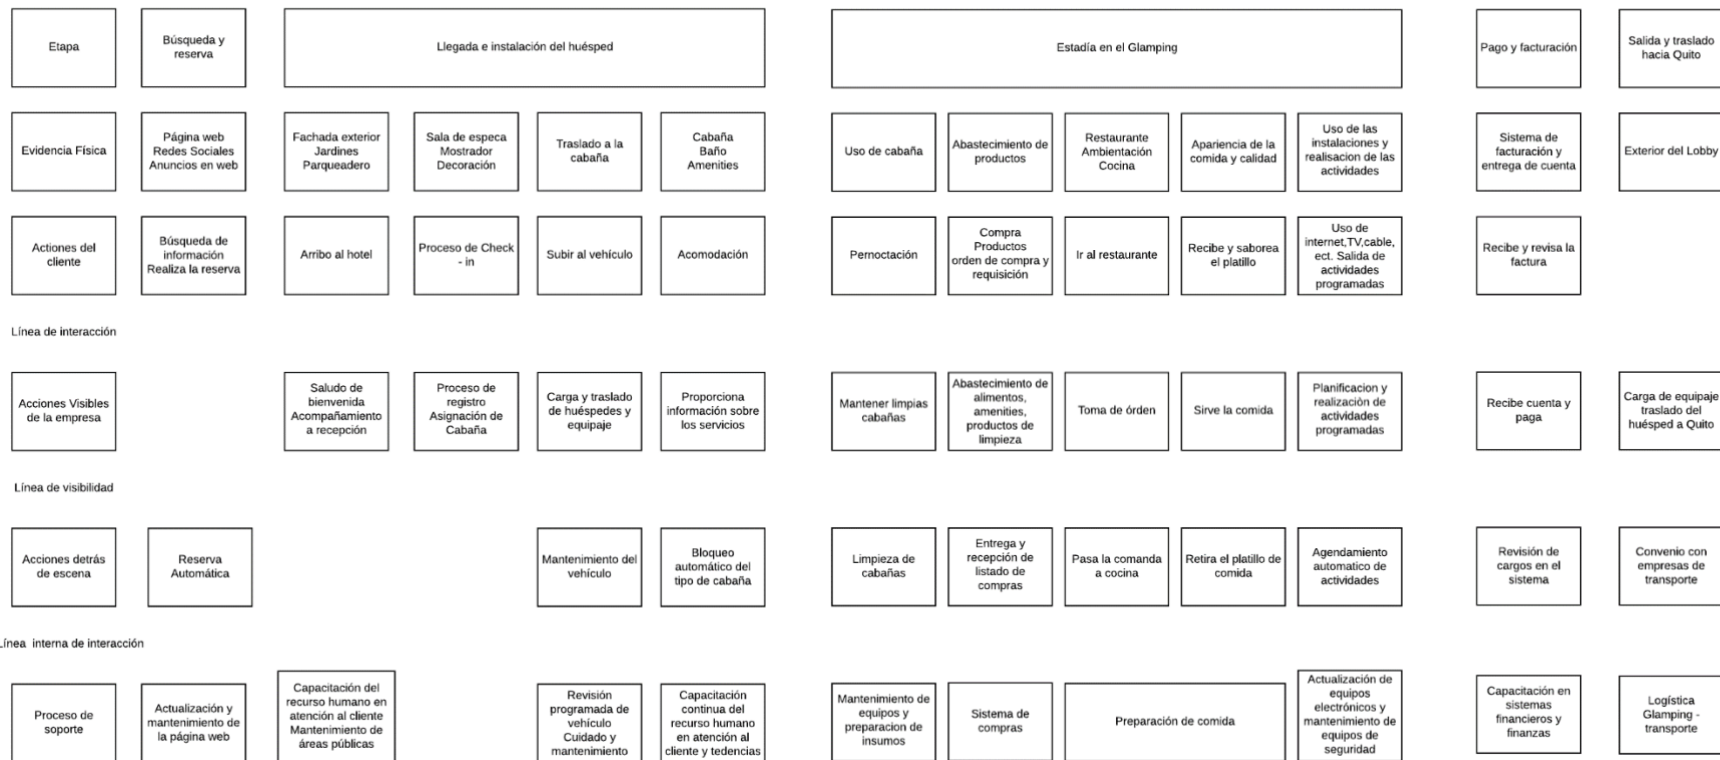 Etapa
Búsqueda y
reserva
Llegada e instalación del huésped
Estadía en el Glamping
Pago y facturación
Salida y traslado
hacia Quito
Evidencia Física
Página web
Redes Sociales
Anuncios en web
Fachada exterior
Jardines
Parqueadero
Sala de especa
Mostrador
Decoración
Traslado a la
cabaña
Cabaña
Baño
Amenities
Uso de cabaña
Abastecimiento de
productos
Restaurante
Ambientación
Cocina
Apariencia de la
comida y calidad
Uso de las
instalaciones y
realisacion de las
actividades
Sistema de
facturación y
entrega de cuenta
Exterior del Lobby
Actiones del
cliente
Búsqueda de
información
Realiza la reserva
Arribo al hotel
Proceso de Check
- in
Subir al vehículo
Acomodación
Pernoctación
Compra
Productos
orden de compra y
requisición
Ir al restaurante
Recibe y saborea
el platillo
Uso de
internet,TV,cable,
ect. Salida de
actividades
programadas
Recibe y revisa la
factura
Línea de interacción
Acciones Visibles
de la empresa
Saludo de
bienvenida
Acompañamiento
a recepción
Proceso de
registro
Asignación de
Cabaña
Carga y traslado
de huéspedes y
equipaje
Proporciona
información sobre
los servicios
Mantener limpias
cabañas
Abastecimiento de
alimentos,
amenities,
productos de
limpieza
Toma de órden
Sirve la comida
Planificacion y
realizaciòn de
actividades
programadas
Recibe cuenta y
paga
Carga de equipaje
traslado del
huésped a Quito
Línea de visibilidad
Acciones detrás
de escena
Reserva
Automática
Mantenimiento del
vehículo
Bloqueo
automático del
tipo de cabaña
Limpieza de
cabañas
Entrega y
recepción de
listado de
compras
Pasa la comanda
a cocina
Retira el platillo de
comida
Agendamiento
automatico de
actividades
Revisión de
cargos en el
sistema
Convenio con
empresas de
transporte
Línea interna de interacción
Proceso de
soporte
Actualización y
mantenimiento de
la página web
Capacitación del
recurso humano en
atención al cliente
Mantenimiento de
áreas públicas
Revisión
programada de
vehículo
Cuidado y
mantenimiento
Capacitación
continua del
recurso humano
en atención al
cliente y tedencias
Mantenimiento de
equipos y
preparacion de
insumos
Sistema de
compras
Preparación de comida
Actualización de
equipos
electrónicos y
mantenimiento de
equipos de
seguridad
Capacitación en
sistemas
financieros y
finanzas
Logística
Glamping -
transporte